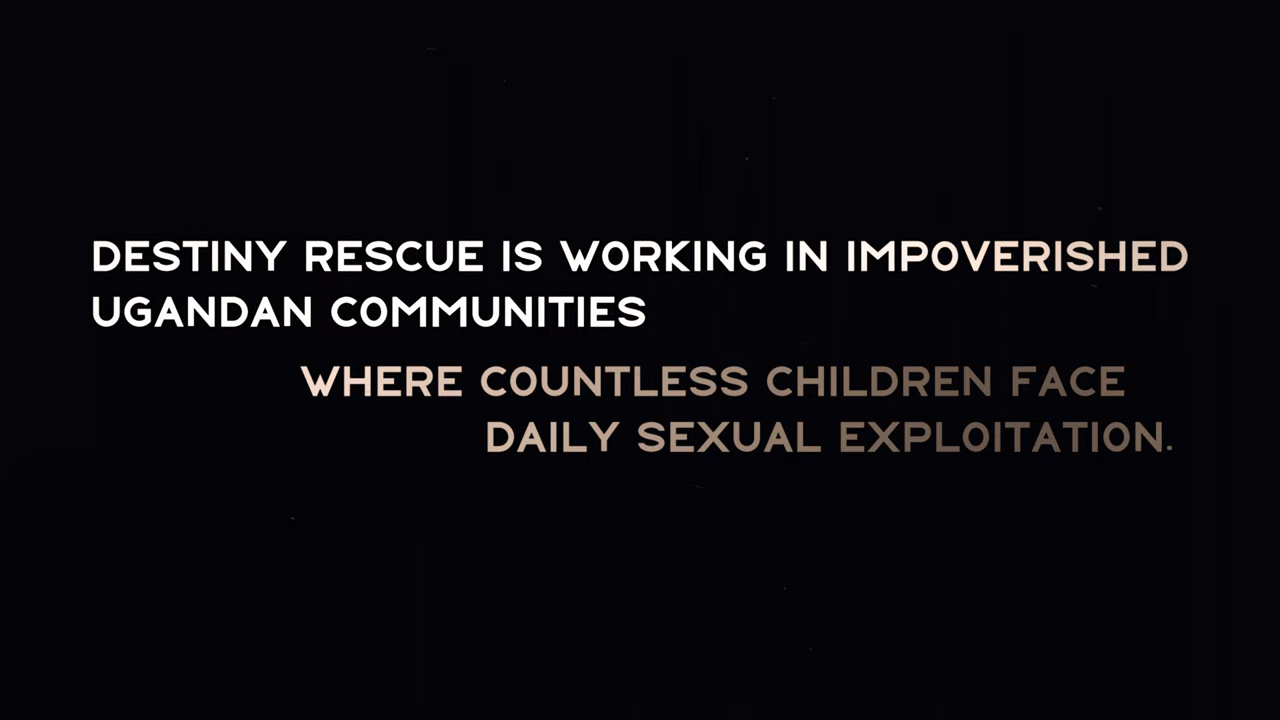 DESTINY RESCUE IS WORKING IN IMPOVERISHED
UGANDAN COMMUNITIES
WHERE COUNTLESS CHILDREN FACE
DAILY SEXUAL EXPLOITATION.